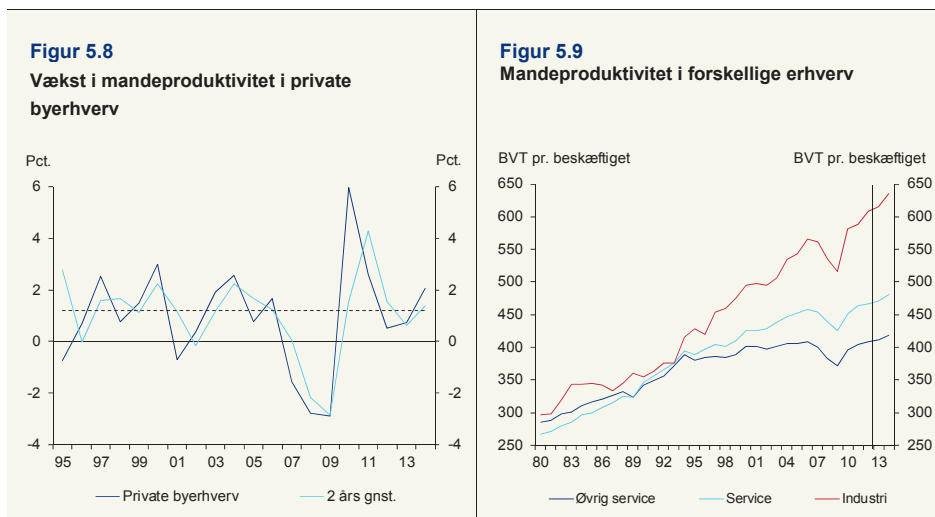 Figur 5.8
Vækst i mandeproduktivitet i private
byerhverv
Pct. Pct.
6 6
4 4
2 2
0 0
-2 -2
-4 -4
95 97 99 01 03 05 07 09 11 13
Private byerhverv 2 års gnst.
Figur 5.9
Mandeproduktivitet i forskellige erhverv
BVT pr. beskæftiget BVT pr. beskæftiget
650 650
600 600
550 550
500 500
450 450
400 400
350 350
300 300
250 250
80 83 86 89 92 95 98 01 04 07 10 13
Øvrig service Service Industri